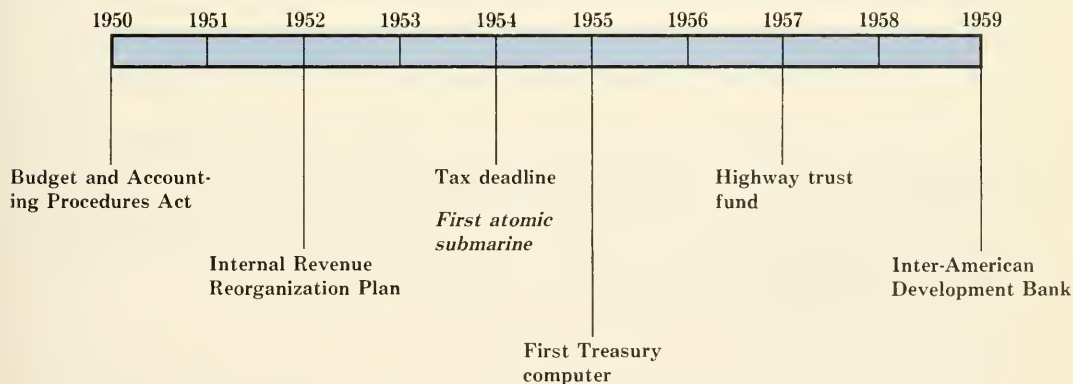 1950 1951 1952 1953 1954 1955 1956 1957 1958 1959
Budget and Account-
ing Procedures Act
Internal Revenue
Reorganization Plan
Tax deadline
First atomic
submarine
First Treasury
computer
Highway trust
fund
Inter-American
Development Bank